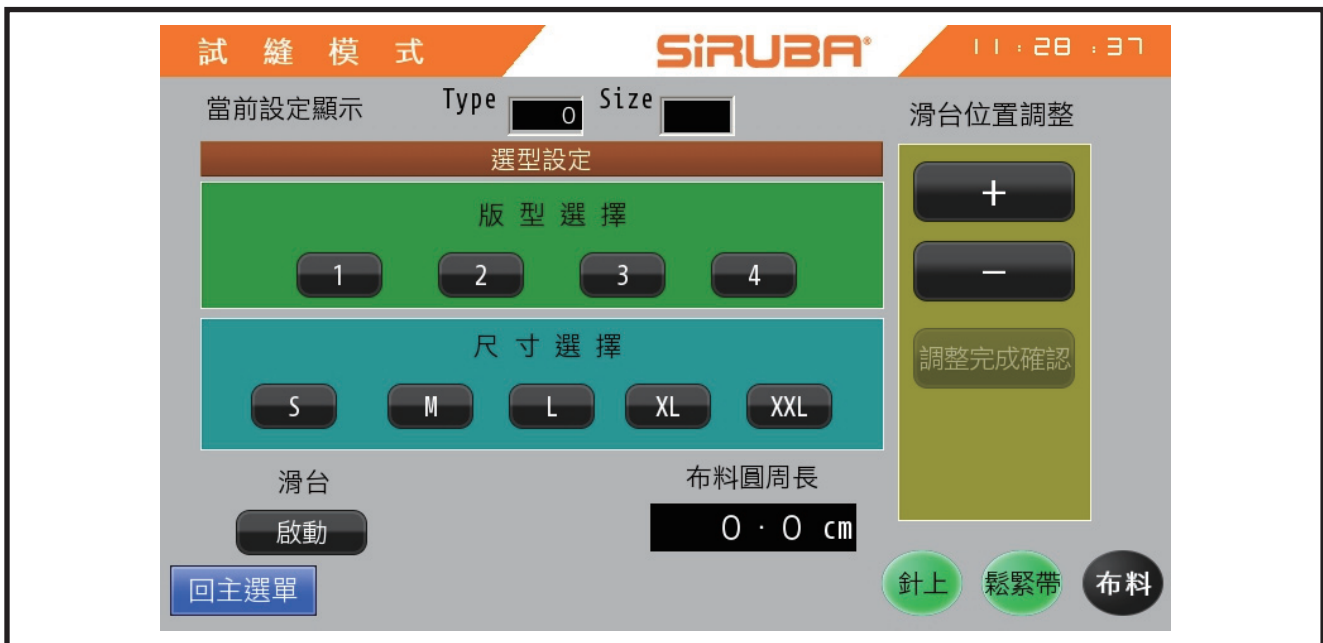 試縫模式 SiRUBA® 11:28:37
當前設定顯示 Type 0 Size 滑台位置調整
選型設定
+
版型選擇
1 2 3 4
－
尺寸選擇
調整完成確認
S M L XL XXL
滑台 布料圓周長
啟動 0.0 cm
回主選單 針上 鬆緊帶 布料